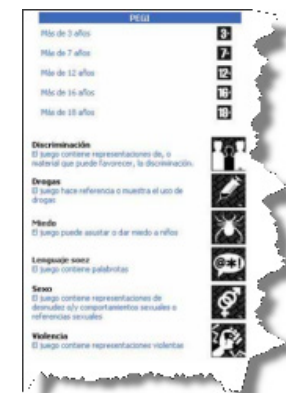 PEGI
Más de 3 años
3+
Más de 7 años
7+
Más de 12 años
12+
Más de 16 años
16+
Más de 18 años
18+
Discriminación
El juego contiene representaciones de, o
material que puede favorecer, la discriminación.
Drogas
El juego hace referencia o muestra el uso de
drogas
Miedo
El juego puede asustar o dar miedo a niños
Lenguaje soez
El juego contiene palabrotas
@*!
Sexo
El juego contiene representaciones de
desnudez o/y comportamientos sexuales o
referencias sexuales
Violencia
El juego contiene representaciones violentas